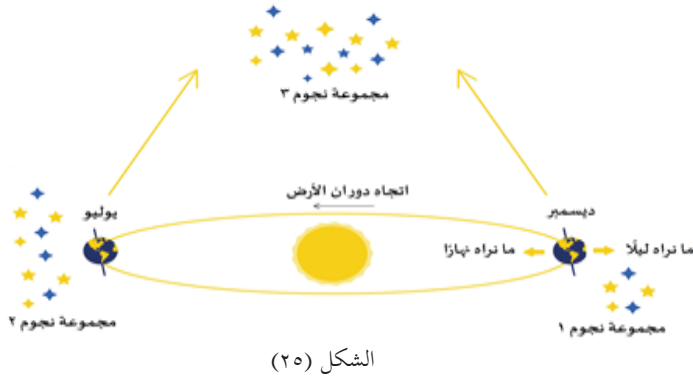 مجموعة نجوم ٣
اتجاه دوران الأرض
يوليو
ديسمبر
ما نراه نهارًا
ما نراه ليلًا
مجموعة نجوم ٢
مجموعة نجوم ١
الشكل (٢٥)